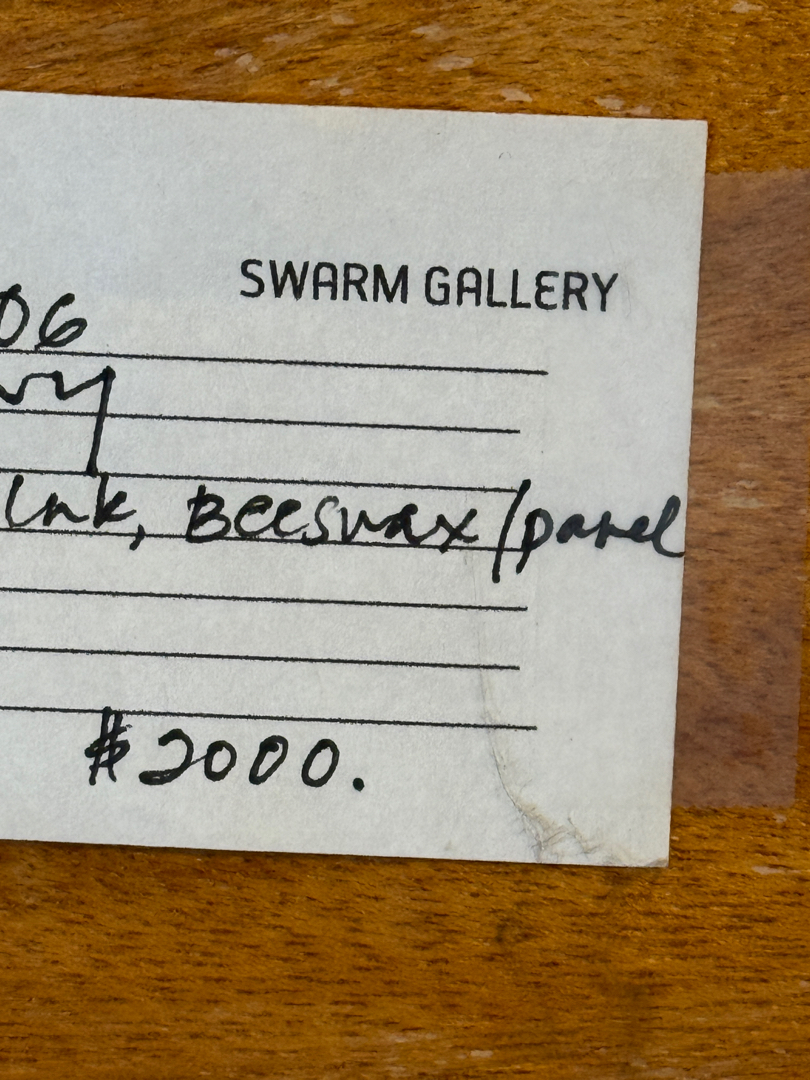 SWARM GALLERY
06
Ink, Beeswax/panel
$2000.